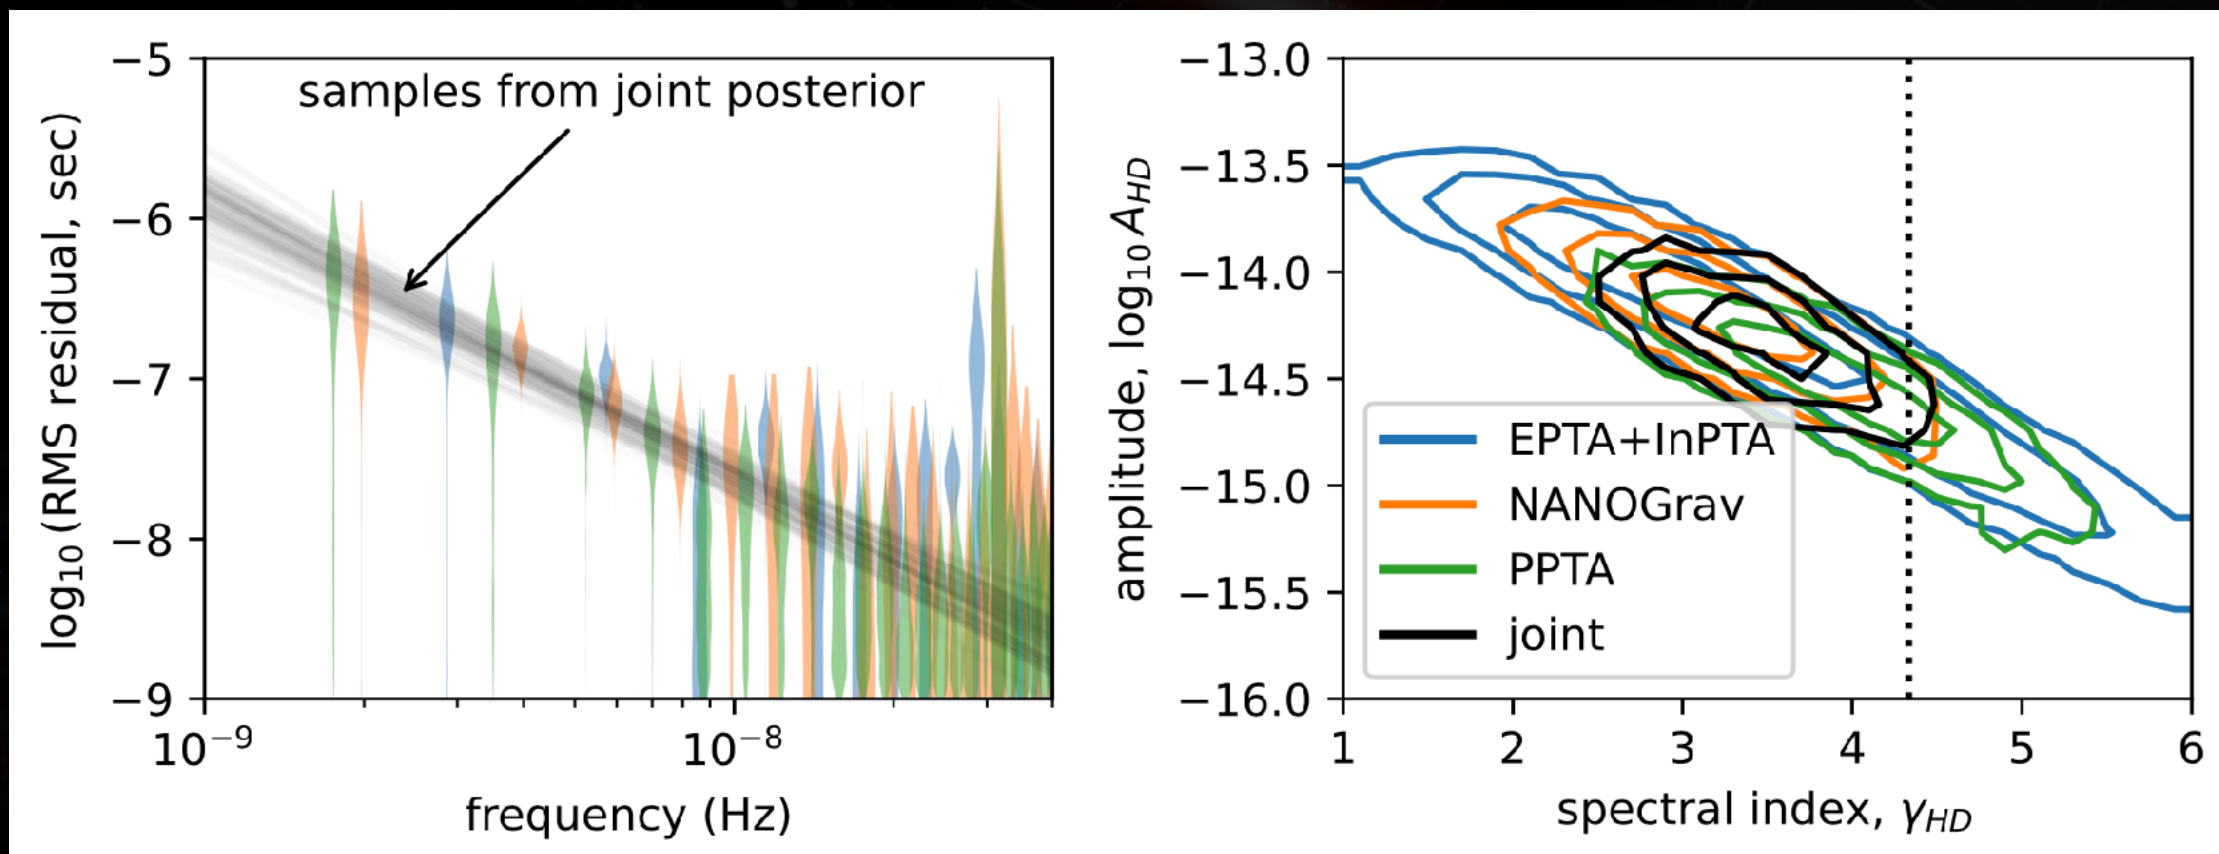 samples from joint posterior
log₁₀(RMS residual, sec)
−5
−6
−7
−8
−9
10⁻⁹
10⁻⁸
frequency (Hz)
amplitude, log₁₀ A_HD
−13.0
−13.5
−14.0
−14.5
−15.0
−15.5
−16.0
EPTA+InPTA
NANOGrav
PPTA
joint
1 2 3 4 5 6
spectral index, γ_HD